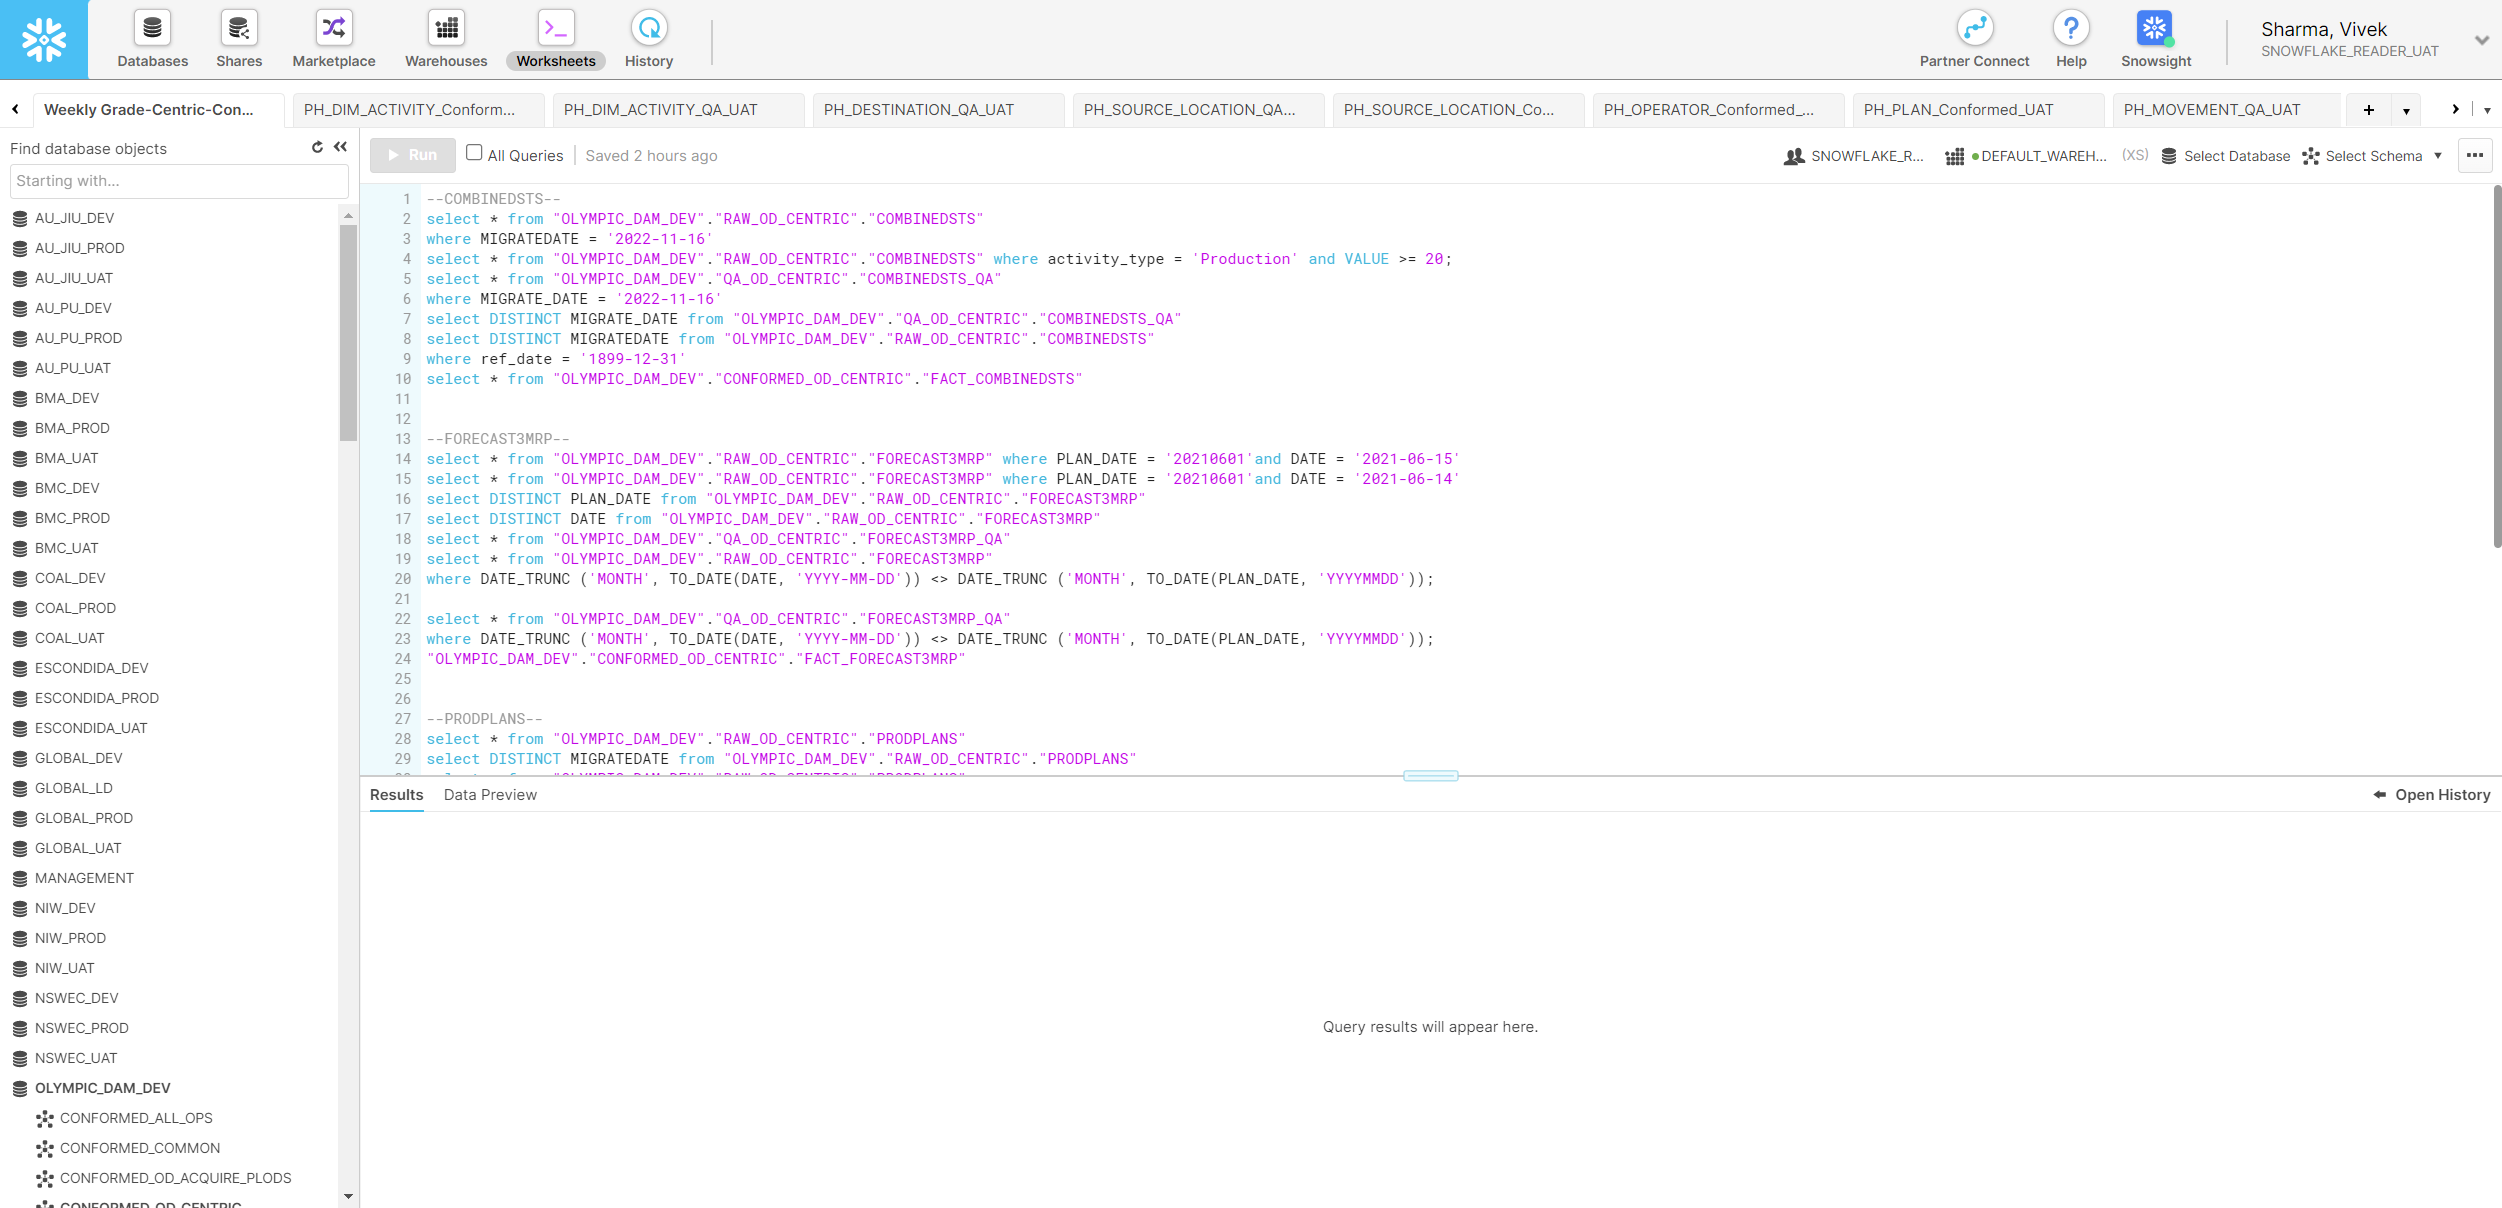 Databases
Shares
Marketplace
Warehouses
Worksheets
History
Partner Connect
Help
Snowsight
Sharma, Vivek
SNOWFLAKE_READER_UAT
Weekly Grade-Centric-Con...
PH_DIM_ACTIVITY_Conform...
PH_DIM_ACTIVITY_QA_UAT
PH_DESTINATION_QA_UAT
PH_SOURCE_LOCATION_QA...
PH_SOURCE_LOCATION_Co...
PH_OPERATOR_Conformed_...
PH_PLAN_Conformed_UAT
PH_MOVEMENT_QA_UAT
Find database objects
Starting with...
AU_JIU_DEV
AU_JIU_PROD
AU_JIU_UAT
AU_PU_DEV
AU_PU_PROD
AU_PU_UAT
BMA_DEV
BMA_PROD
BMA_UAT
BMC_DEV
BMC_PROD
BMC_UAT
COAL_DEV
COAL_PROD
COAL_UAT
ESCONDIDA_DEV
ESCONDIDA_PROD
ESCONDIDA_UAT
GLOBAL_DEV
GLOBAL_LD
GLOBAL_PROD
GLOBAL_UAT
MANAGEMENT
NIW_DEV
NIW_PROD
NIW_UAT
NSWEC_DEV
NSWEC_PROD
NSWEC_UAT
OLYMPIC_DAM_DEV
CONFORMED_ALL_OPS
CONFORMED_COMMON
CONFORMED_OD_ACQUIRE_PLODS
CONFORMED_OD_CENTRIC
Run
All Queries
Saved 2 hours ago
SNOWFLAKE_R...
DEFAULT_WAREH...
(XS)
Select Database
Select Schema
1 --COMBINEDSTS--
2 select * from "OLYMPIC_DAM_DEV"."RAW_OD_CENTRIC"."COMBINEDSTS"
3 where MIGRATEDATE = '2022-11-16'
4 select * from "OLYMPIC_DAM_DEV"."RAW_OD_CENTRIC"."COMBINEDSTS" where activity_type = 'Production' and VALUE >= 20;
5 select * from "OLYMPIC_DAM_DEV"."QA_OD_CENTRIC"."COMBINEDSTS_QA"
6 where MIGRATE_DATE = '2022-11-16'
7 select DISTINCT MIGRATE_DATE from "OLYMPIC_DAM_DEV"."QA_OD_CENTRIC"."COMBINEDSTS_QA"
8 select DISTINCT MIGRATEDATE from "OLYMPIC_DAM_DEV"."RAW_OD_CENTRIC"."COMBINEDSTS"
9 where ref_date = '1899-12-31'
10 select * from "OLYMPIC_DAM_DEV"."CONFORMED_OD_CENTRIC"."FACT_COMBINEDSTS"
11
12
13 --FORECAST3MRP--
14 select * from "OLYMPIC_DAM_DEV"."RAW_OD_CENTRIC"."FORECAST3MRP" where PLAN_DATE = '20210601'and DATE = '2021-06-15'
15 select * from "OLYMPIC_DAM_DEV"."RAW_OD_CENTRIC"."FORECAST3MRP" where PLAN_DATE = '20210601'and DATE = '2021-06-14'
16 select DISTINCT PLAN_DATE from "OLYMPIC_DAM_DEV"."RAW_OD_CENTRIC"."FORECAST3MRP"
17 select DISTINCT DATE from "OLYMPIC_DAM_DEV"."RAW_OD_CENTRIC"."FORECAST3MRP"
18 select * from "OLYMPIC_DAM_DEV"."QA_OD_CENTRIC"."FORECAST3MRP_QA"
19 select * from "OLYMPIC_DAM_DEV"."RAW_OD_CENTRIC"."FORECAST3MRP"
20 where DATE_TRUNC ('MONTH', TO_DATE(DATE, 'YYYY-MM-DD')) <> DATE_TRUNC ('MONTH', TO_DATE(PLAN_DATE, 'YYYYMMDD'));
21
22 select * from "OLYMPIC_DAM_DEV"."QA_OD_CENTRIC"."FORECAST3MRP_QA"
23 where DATE_TRUNC ('MONTH', TO_DATE(DATE, 'YYYY-MM-DD')) <> DATE_TRUNC ('MONTH', TO_DATE(PLAN_DATE, 'YYYYMMDD'));
24 "OLYMPIC_DAM_DEV"."CONFORMED_OD_CENTRIC"."FACT_FORECAST3MRP"
25
26
27 --PRODPLANS--
28 select * from "OLYMPIC_DAM_DEV"."RAW_OD_CENTRIC"."PRODPLANS"
29 select DISTINCT MIGRATEDATE from "OLYMPIC_DAM_DEV"."RAW_OD_CENTRIC"."PRODPLANS"
Results
Data Preview
Open History
Query results will appear here.